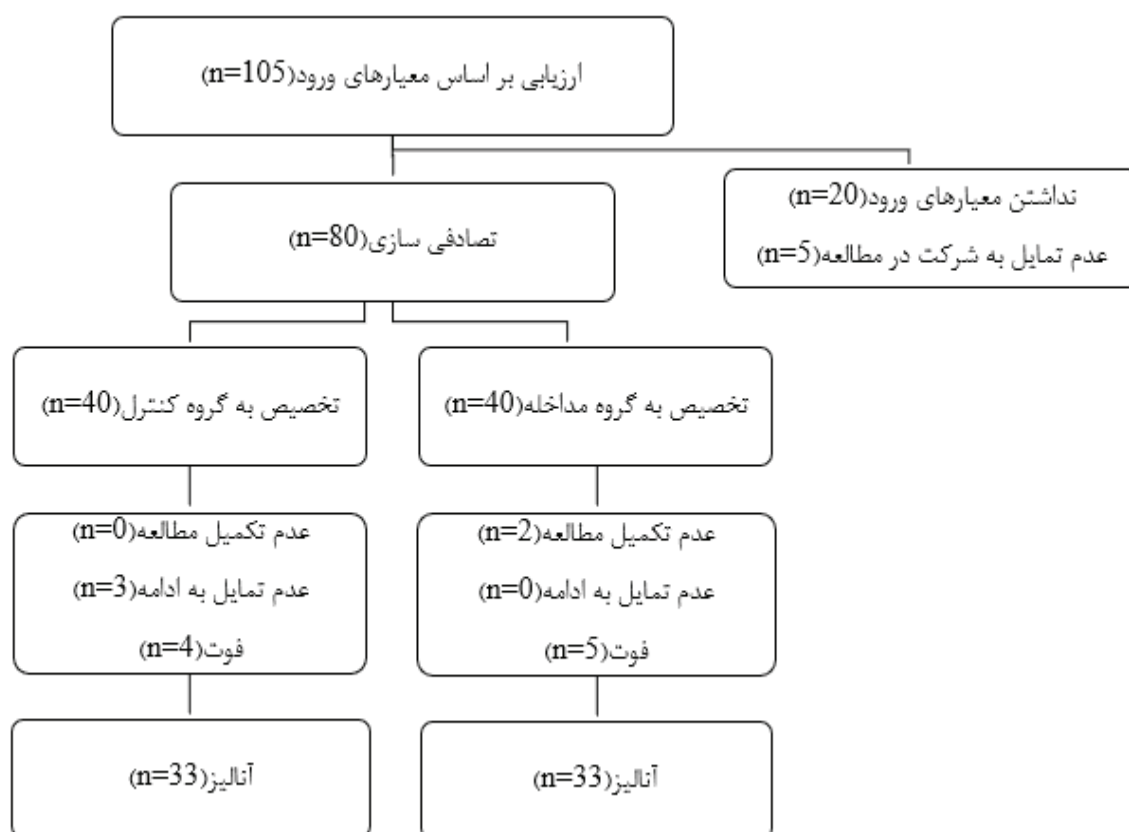 ارزیابی بر اساس معیارهای ورود(n=105)
نداشتن معیارهای ورود(n=20)
عدم تمایل به شرکت در مطالعه(n=5)
تصادفی سازی(n=80)
تخصیص به گروه مداخله(n=40)
تخصیص به گروه کنترل(n=40)
عدم تکمیل مطالعه(n=2)
عدم تمایل به ادامه(n=0)
فوت(n=5)
عدم تکمیل مطالعه(n=0)
عدم تمایل به ادامه(n=3)
فوت(n=4)
آنالیز(n=33)
آنالیز(n=33)